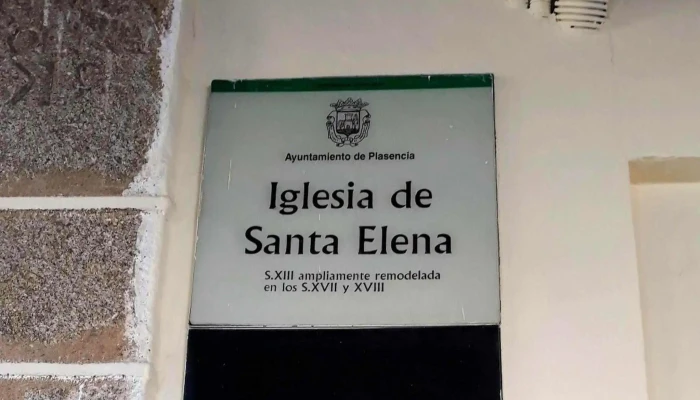 Ayuntamiento de Plasencia
Iglesia de
Santa Elena
S.XIII ampliamente remodelada
en los S.XVII y XVIII